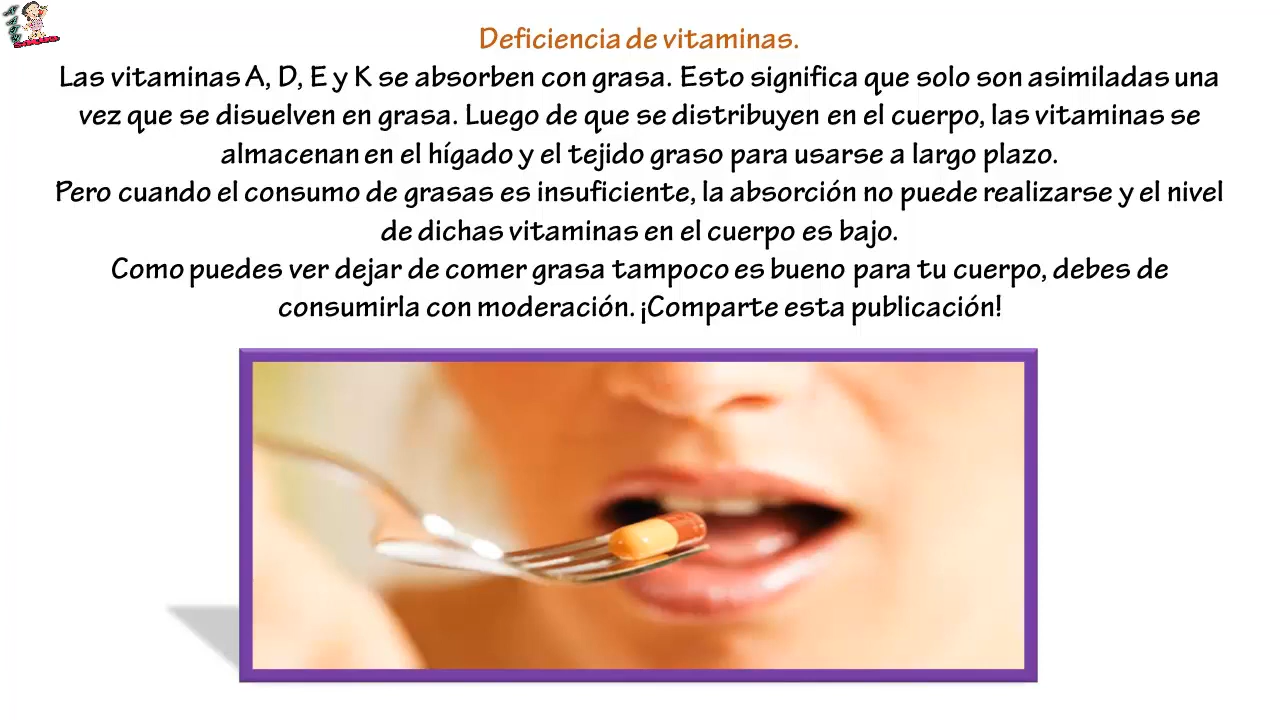 Deficiencia de vitaminas.
Las vitaminas A, D, E y K se absorben con grasa. Esto significa que solo son asimiladas una
vez que se disuelven en grasa. Luego de que se distribuyen en el cuerpo, las vitaminas se
almacenan en el hígado y el tejido graso para usarse a largo plazo.
Pero cuando el consumo de grasas es insuficiente, la absorción no puede realizarse y el nivel
de dichas vitaminas en el cuerpo es bajo.
Como puedes ver dejar de comer grasa tampoco es bueno para tu cuerpo, debes de
consumirla con moderación. ¡Comparte esta publicación!